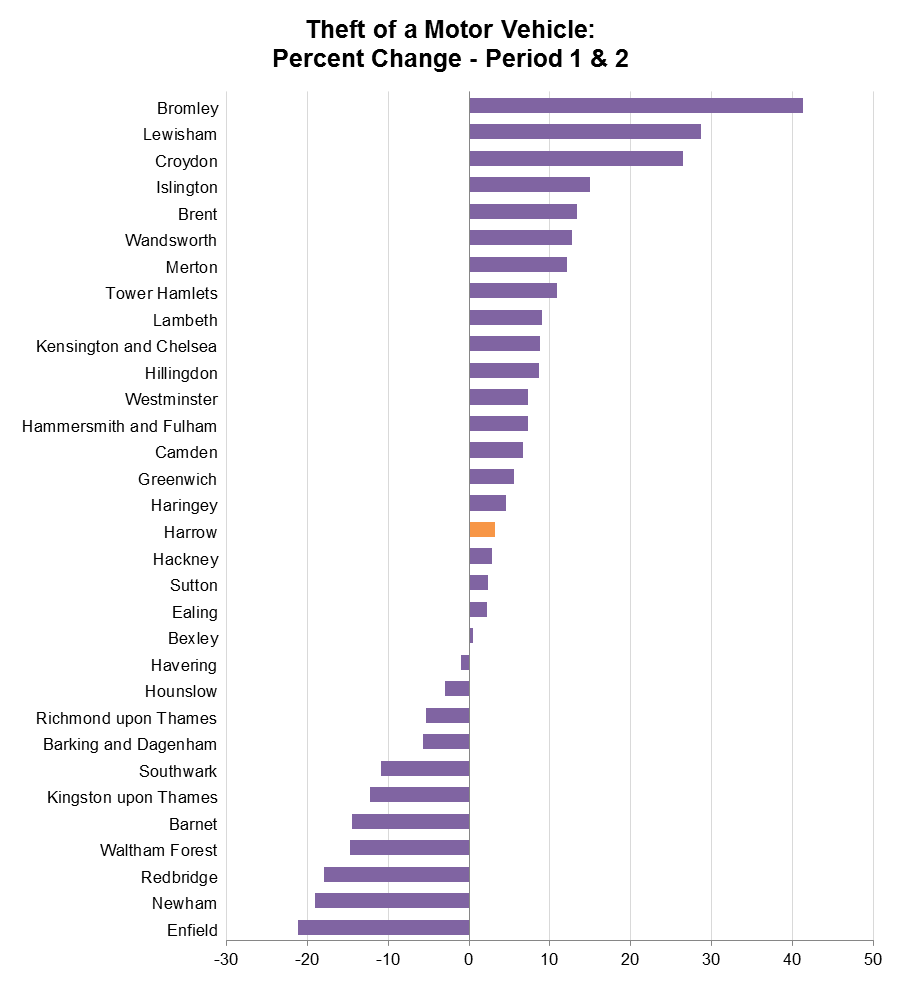 Theft of a Motor Vehicle:
Percent Change - Period 1 & 2
Bromley
Lewisham
Croydon
Islington
Brent
Wandsworth
Merton
Tower Hamlets
Lambeth
Kensington and Chelsea
Hillingdon
Westminster
Hammersmith and Fulham
Camden
Greenwich
Haringey
Harrow
Hackney
Sutton
Ealing
Bexley
Havering
Hounslow
Richmond upon Thames
Barking and Dagenham
Southwark
Kingston upon Thames
Barnet
Waltham Forest
Redbridge
Newham
Enfield
-30 -20 -10 0 10 20 30 40 50